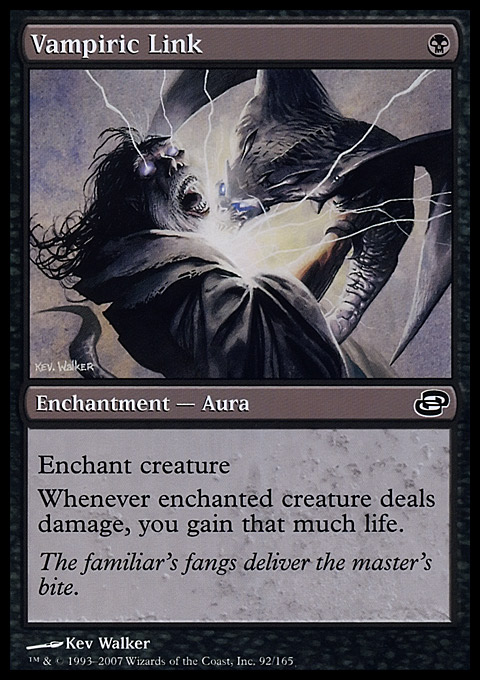 Vampiric Link
KEV. WALKER
Enchantment — Aura
Enchant creature
Whenever enchanted creature deals
damage, you gain that much life.
The familiar's fangs deliver the master's
bite.
Kev Walker
™ & © 1993–2007 Wizards of the Coast, Inc. 92/165